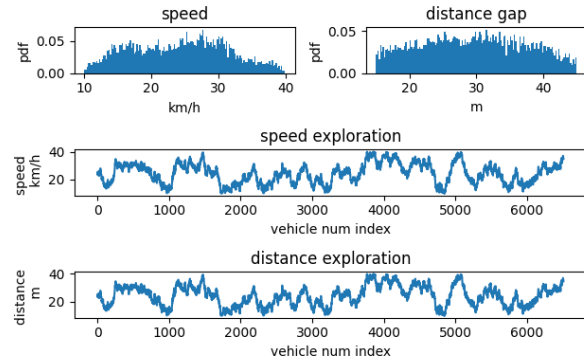 speed
distance gap
pdf
0.05
0.00
pdf
0.05
0.00
10 20 30 40
20 30 40
km/h
m
speed exploration
speed
km/h
40
20
0 1000 2000 3000 4000 5000 6000
vehicle num index
distance exploration
distance
m
40
20
0 1000 2000 3000 4000 5000 6000
vehicle num index